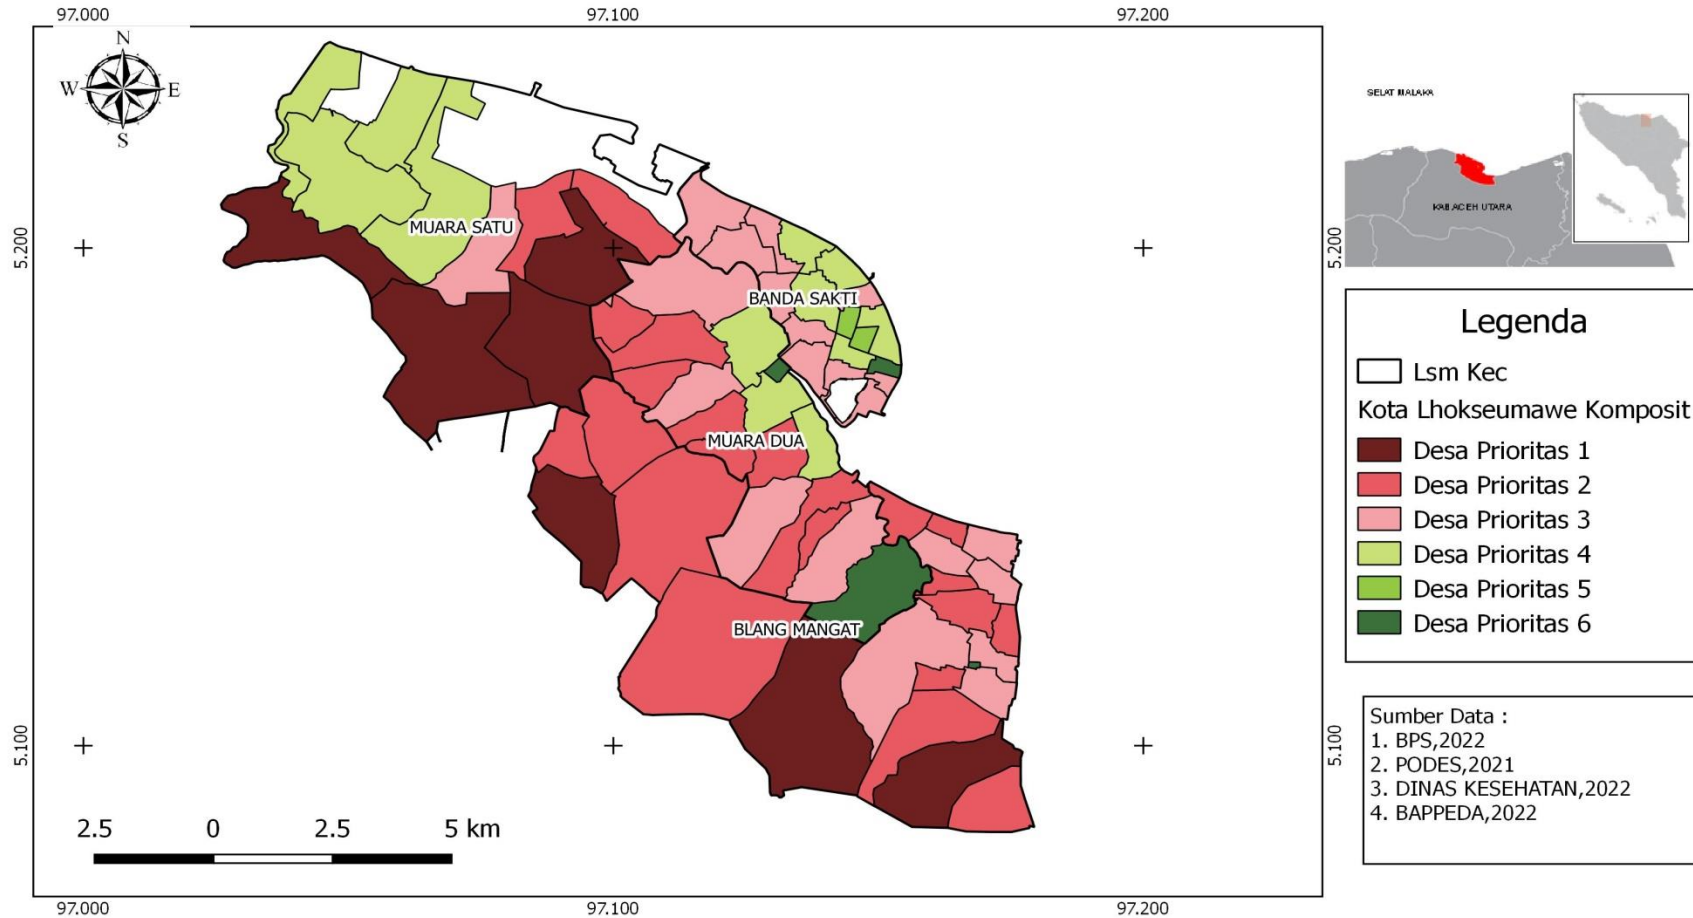 97.000 97.100 97.200
N
W E
S
SELAT MALAKA
KAB.ACEH UTARA
5.200 5.200
MUARA SATU
BANDA SAKTI
MUARA DUA
BLANG MANGAT
5.100 5.100
2.5 0 2.5 5 km
97.000 97.100 97.200
Legenda
Lsm Kec
Kota Lhokseumawe Komposit
Desa Prioritas 1
Desa Prioritas 2
Desa Prioritas 3
Desa Prioritas 4
Desa Prioritas 5
Desa Prioritas 6
Sumber Data :
1. BPS,2022
2. PODES,2021
3. DINAS KESEHATAN,2022
4. BAPPEDA,2022